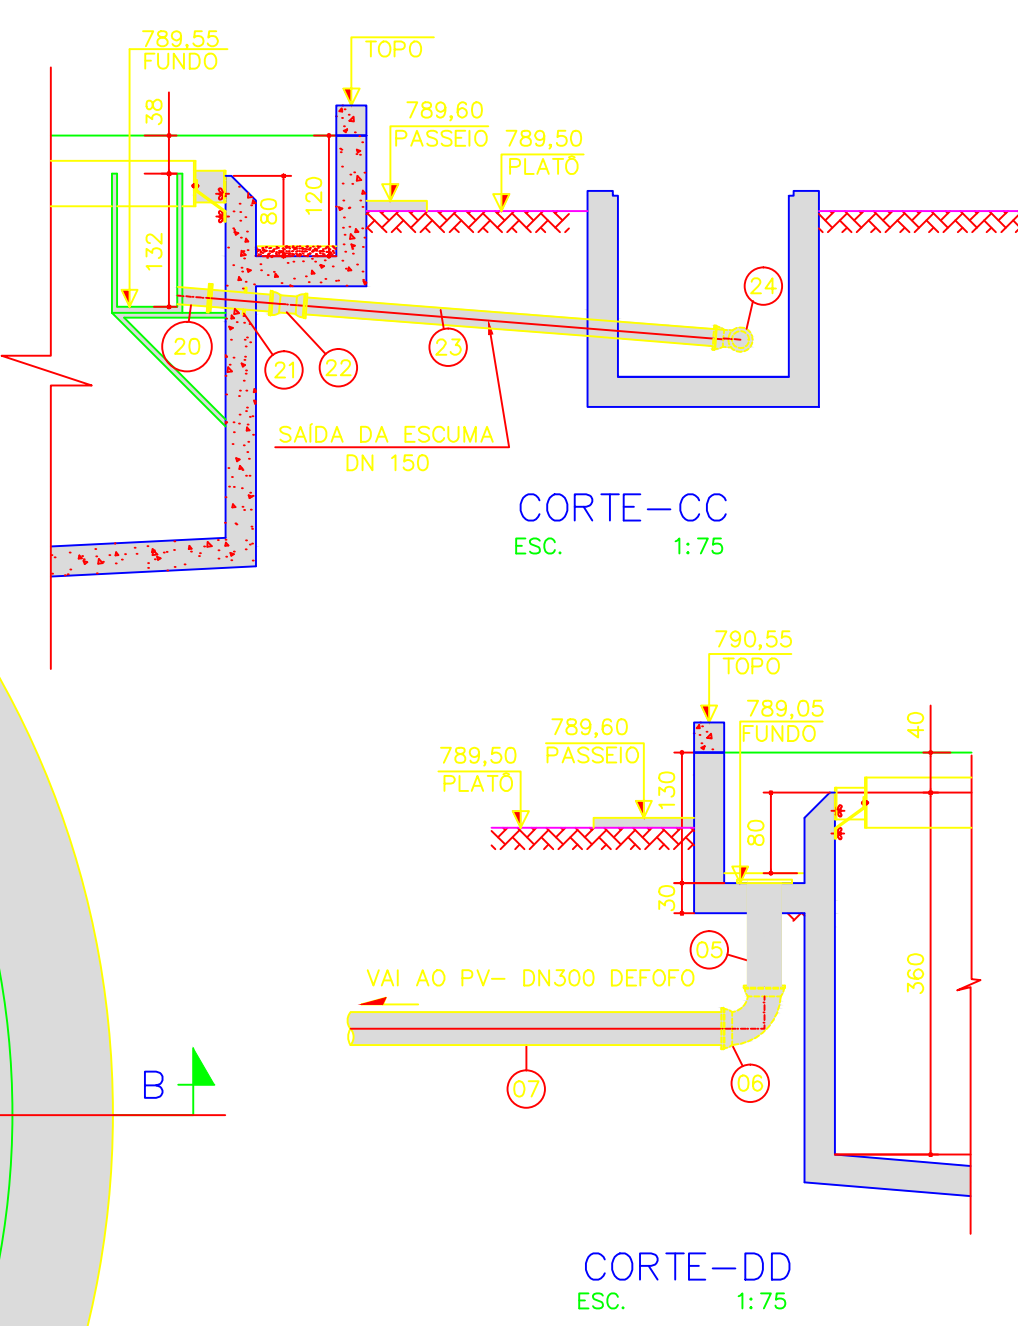 789,55
FUNDO
TOPO
38
789,60
PASSEIO
789,50
PLATÔ
80
120
132
20
21
22
23
24
SAÍDA DA ESCUMA
DN 150
CORTE-CC
ESC. 1:75
790,55
TOPO
789,05
FUNDO
789,60
PASSEIO
789,50
PLATÔ
40
130
80
30
360
05
VAI AO PV- DN300 DEFOFO
07
06
B
CORTE-DD
ESC. 1:75